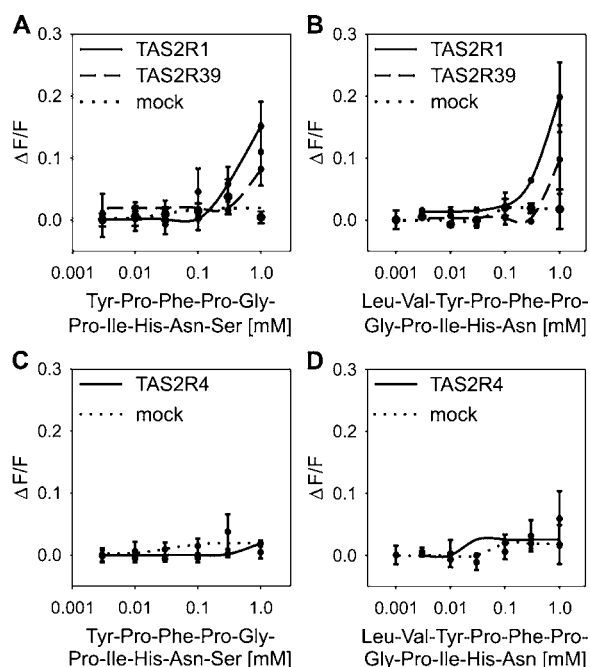 A
0.3
0.2
0.1
0.0
ΔF/F
TAS2R1
TAS2R39
mock
0.001 0.01 0.1 1.0
Tyr-Pro-Phe-Pro-Gly-
Pro-Ile-His-Asn-Ser [mM]
B
0.3
0.2
0.1
0.0
ΔF/F
TAS2R1
TAS2R39
mock
0.001 0.01 0.1 1.0
Leu-Val-Tyr-Pro-Phe-Pro-
Gly-Pro-Ile-His-Asn [mM]
C
0.3
0.2
0.1
0.0
ΔF/F
TAS2R4
mock
0.001 0.01 0.1 1.0
Tyr-Pro-Phe-Pro-Gly-
Pro-Ile-His-Asn-Ser [mM]
D
0.3
0.2
0.1
0.0
ΔF/F
TAS2R4
mock
0.001 0.01 0.1 1.0
Leu-Val-Tyr-Pro-Phe-Pro-
Gly-Pro-Ile-His-Asn [mM]